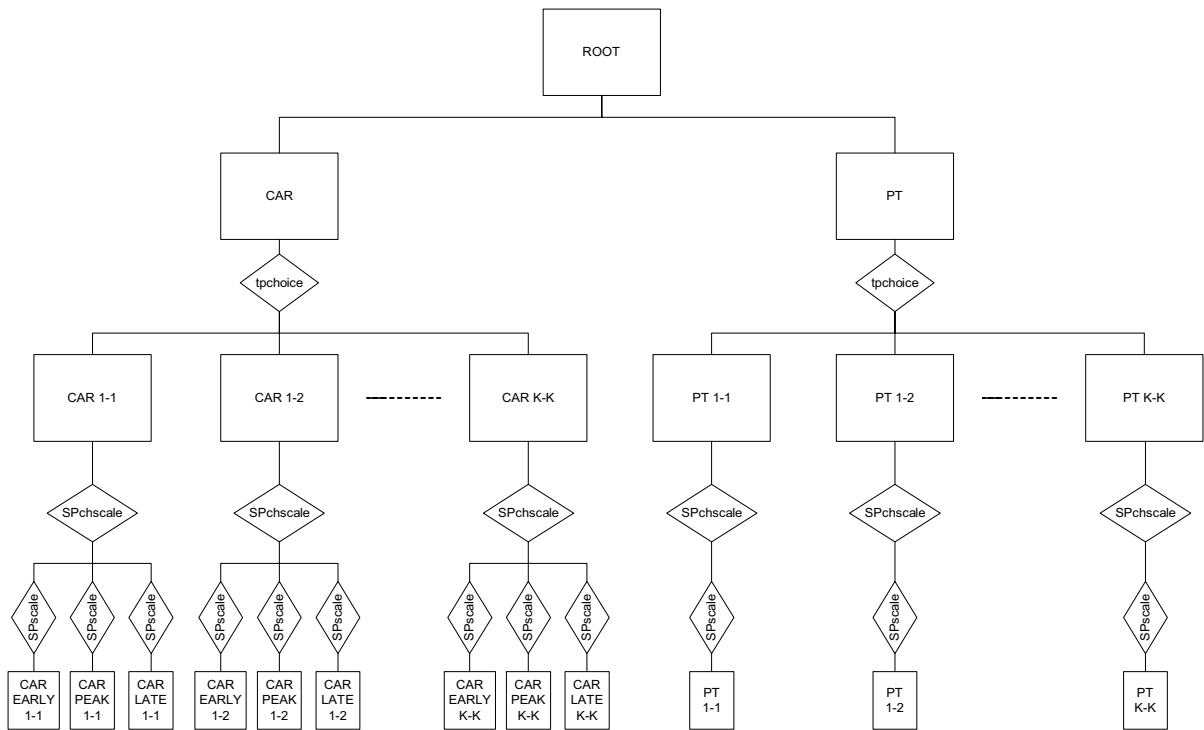 ROOT
CAR
PT
tpchoice
tpchoice
CAR 1-1
CAR 1-2
CAR K-K
PT 1-1
PT 1-2
PT K-K
SPchscale
SPchscale
SPchscale
SPchscale
SPchscale
SPchscale
SPscale
SPscale
SPscale
SPscale
SPscale
SPscale
SPscale
SPscale
SPscale
SPscale
SPscale
SPscale
CAR
EARLY
1-1
CAR
PEAK
1-1
CAR
LATE
1-1
CAR
EARLY
1-2
CAR
PEAK
1-2
CAR
LATE
1-2
CAR
EARLY
K-K
CAR
PEAK
K-K
CAR
LATE
K-K
PT
1-1
PT
1-2
PT
K-K